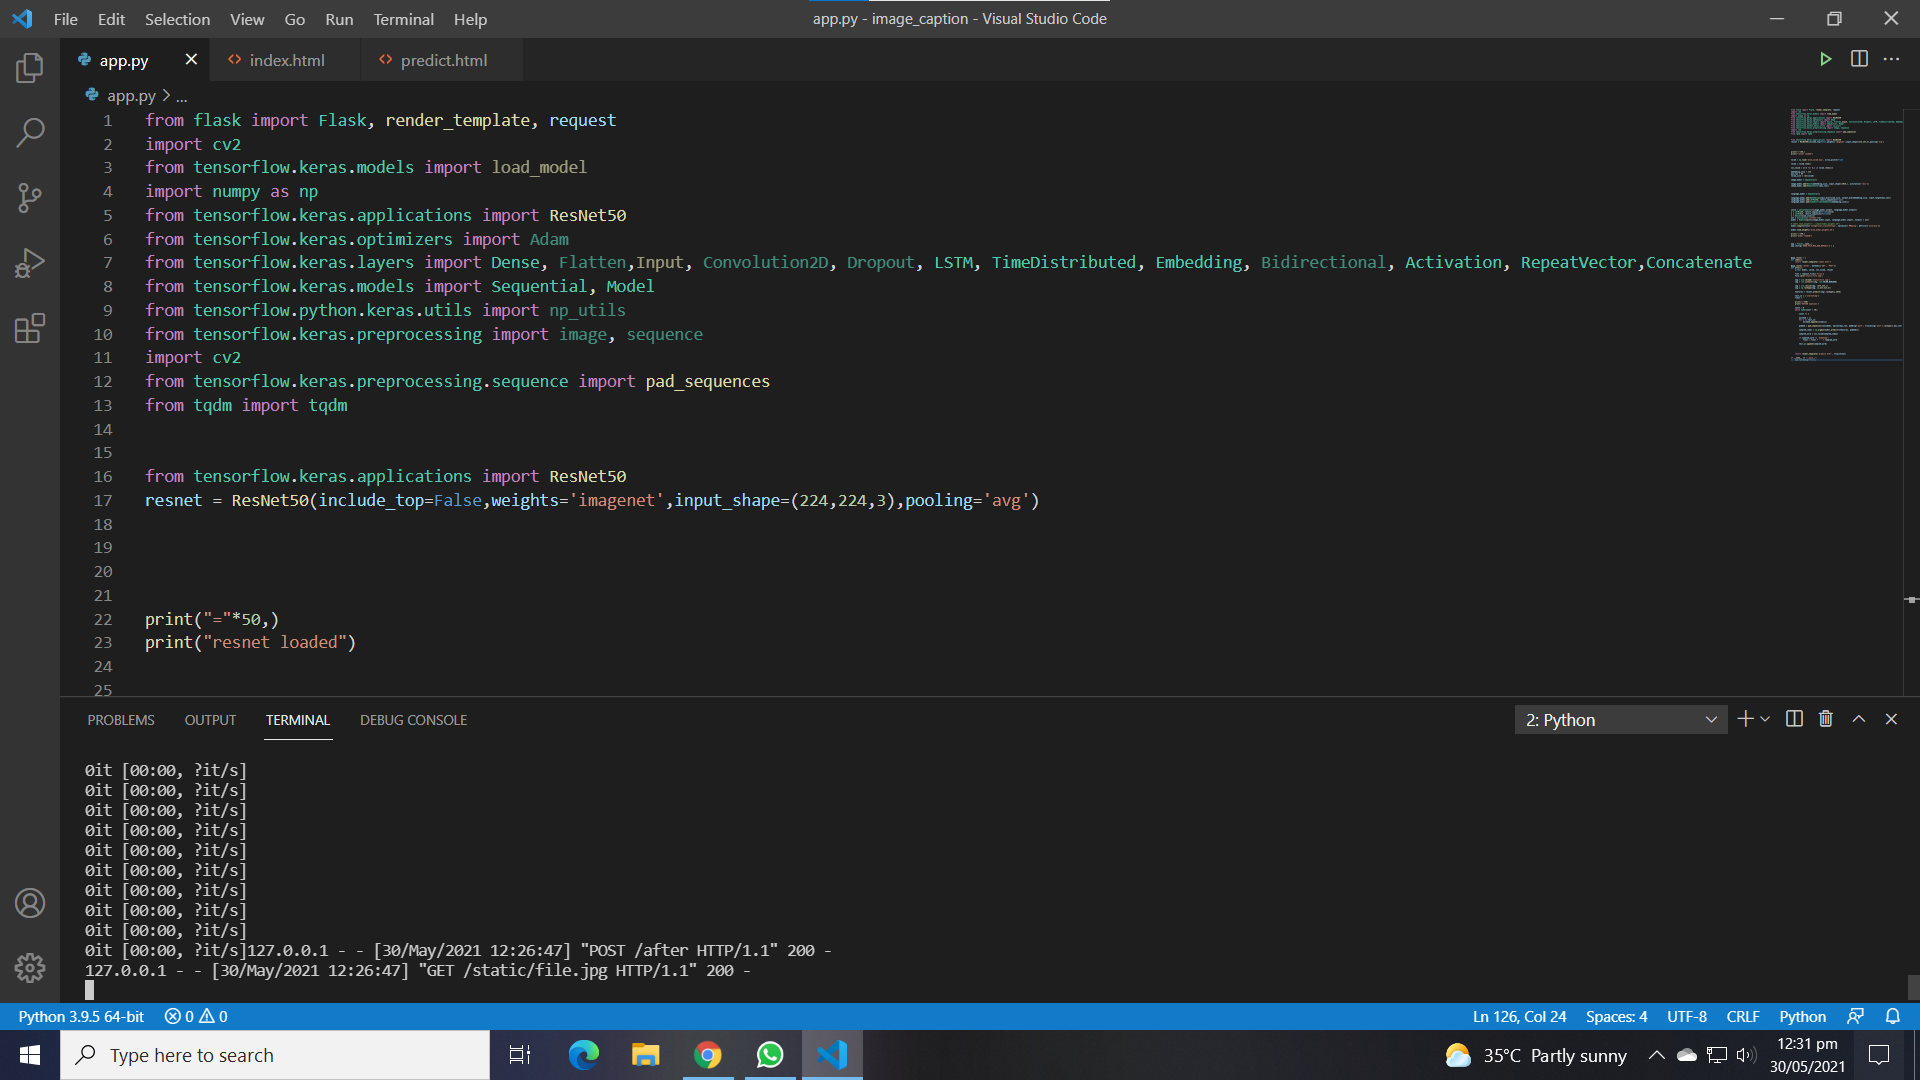 File Edit Selection View Go Run Terminal Help
app.py - image_caption - Visual Studio Code
app.py
index.html
predict.html
app.py > ...
1 from flask import Flask, render_template, request
2 import cv2
3 from tensorflow.keras.models import load_model
4 import numpy as np
5 from tensorflow.keras.applications import ResNet50
6 from tensorflow.keras.optimizers import Adam
7 from tensorflow.keras.layers import Dense, Flatten,Input, Convolution2D, Dropout, LSTM, TimeDistributed, Embedding, Bidirectional, Activation, RepeatVector,Concatenate
8 from tensorflow.keras.models import Sequential, Model
9 from tensorflow.python.keras.utils import np_utils
10 from tensorflow.keras.preprocessing import image, sequence
11 import cv2
12 from tensorflow.keras.preprocessing.sequence import pad_sequences
13 from tqdm import tqdm
14
15
16 from tensorflow.keras.applications import ResNet50
17 resnet = ResNet50(include_top=False,weights='imagenet',input_shape=(224,224,3),pooling='avg')
18
19
20
21
22 print("="*50,)
23 print("resnet loaded")
24
25
PROBLEMS OUTPUT TERMINAL DEBUG CONSOLE
2: Python
0it [00:00, ?it/s]
0it [00:00, ?it/s]
0it [00:00, ?it/s]
0it [00:00, ?it/s]
0it [00:00, ?it/s]
0it [00:00, ?it/s]
0it [00:00, ?it/s]
0it [00:00, ?it/s]
0it [00:00, ?it/s]
0it [00:00, ?it/s]127.0.0.1 - - [30/May/2021 12:26:47] "POST /after HTTP/1.1" 200 -
127.0.0.1 - - [30/May/2021 12:26:47] "GET /static/file.jpg HTTP/1.1" 200 -
Python 3.9.5 64-bit 0 0
Ln 126, Col 24 Spaces: 4 UTF-8 CRLF Python
Type here to search
35°C Partly sunny
12:31 pm
30/05/2021